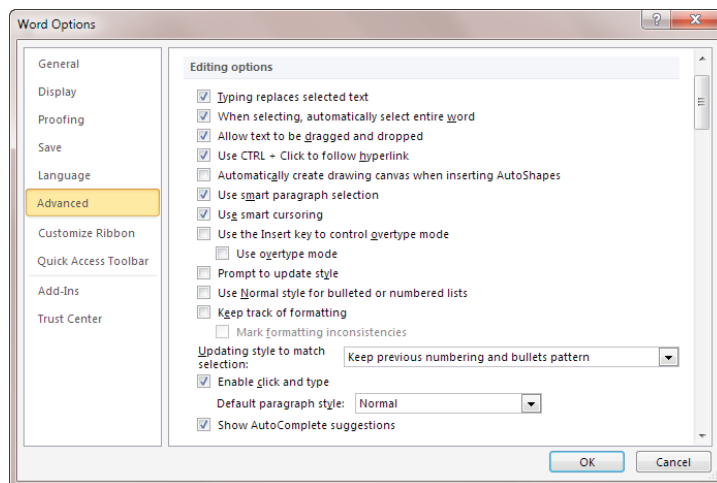 Word Options
General
Display
Proofing
Save
Language
Advanced
Customize Ribbon
Quick Access Toolbar
Add-Ins
Trust Center
Editing options
Typing replaces selected text
When selecting, automatically select entire word
Allow text to be dragged and dropped
Use CTRL + Click to follow hyperlink
Automatically create drawing canvas when inserting AutoShapes
Use smart paragraph selection
Use smart cursoring
Use the Insert key to control overtype mode
Use overtype mode
Prompt to update style
Use Normal style for bulleted or numbered lists
Keep track of formatting
Mark formatting inconsistencies
Updating style to match
selection: Keep previous numbering and bullets pattern
Enable click and type
Default paragraph style: Normal
Show AutoComplete suggestions
OK Cancel